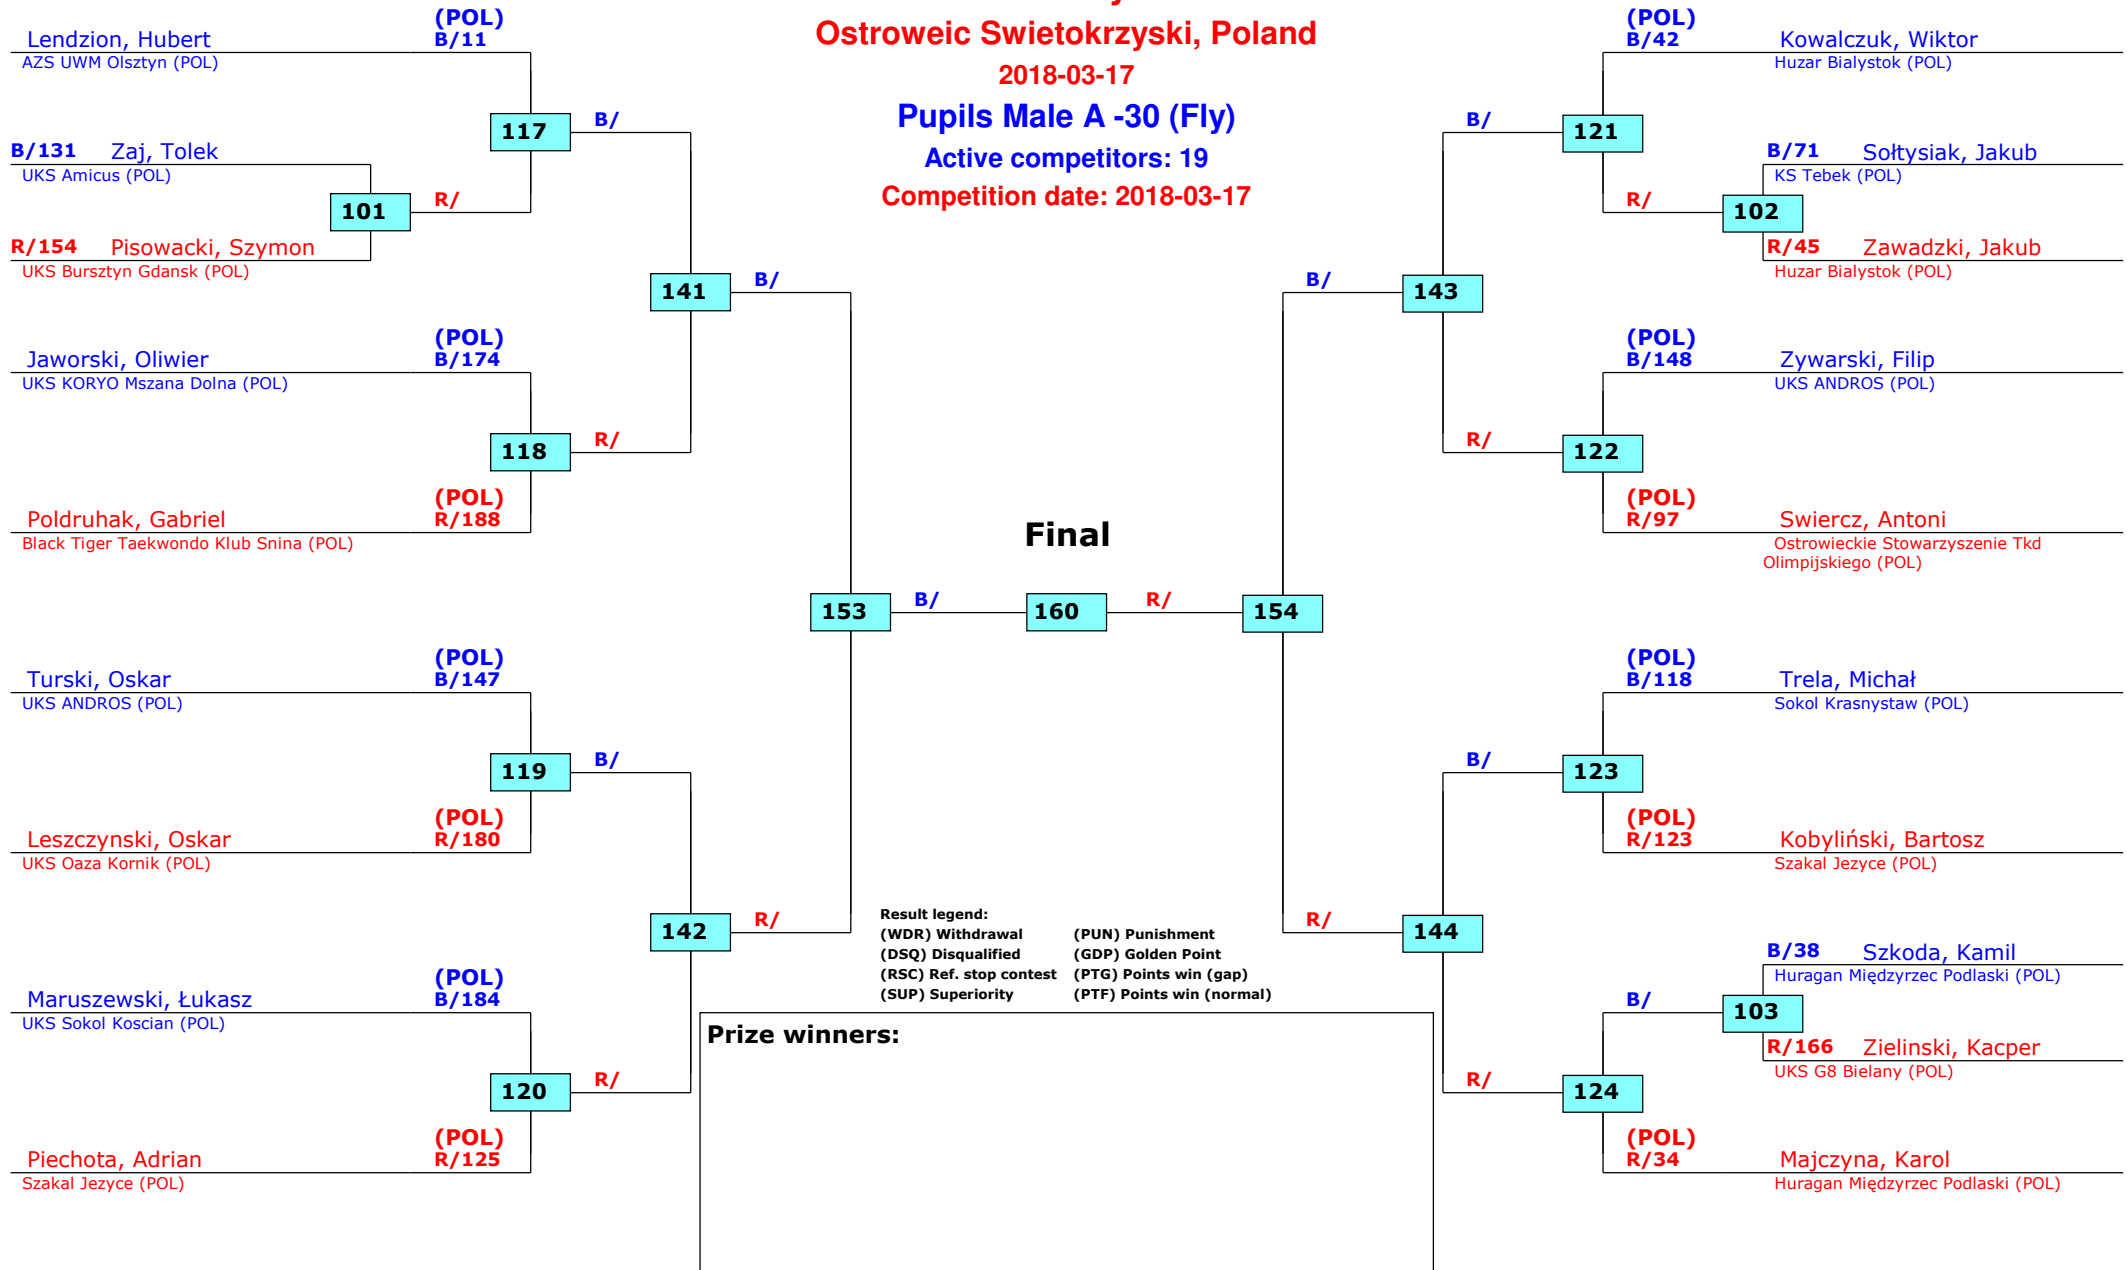 Ostroweic Swietokrzyski, Poland
2018-03-17
Pupils Male A -30 (Fly)
Active competitors: 19
Competition date: 2018-03-17
(POL)
Lendzion, Hubert B/11
AZS UWM Olsztyn (POL)
117 B/
B/131 Zaj, Tolek
UKS Amicus (POL)
101 R/
R/154 Pisowacki, Szymon
UKS Bursztyn Gdansk (POL)
141 B/
(POL)
Jaworski, Oliwier B/174
UKS KORYO Mszana Dolna (POL)
118 R/
(POL)
Poldruhak, Gabriel R/188
Black Tiger Taekwondo Klub Snina (POL)
153 B/
(POL)
Turski, Oskar B/147
UKS ANDROS (POL)
119 B/
(POL)
Leszczynski, Oskar R/180
UKS Oaza Kornik (POL)
142 R/
(POL)
Maruszewski, Łukasz B/184
UKS Sokol Koscian (POL)
120 R/
(POL)
Piechota, Adrian R/125
Szakal Jezyce (POL)
Final
160
(POL)
B/42 Kowalczuk, Wiktor
Huzar Bialystok (POL)
B/ 121
B/71 Sołtysiak, Jakub
KS Tebek (POL)
R/ 102
R/45 Zawadzki, Jakub
Huzar Bialystok (POL)
B/ 143
(POL)
B/148 Zywarski, Filip
UKS ANDROS (POL)
R/ 122
(POL)
R/97 Swiercz, Antoni
Ostrowieckie Stowarzyszenie Tkd
Olimpijskiego (POL)
R/ 154
(POL)
B/118 Trela, Michał
Sokol Krasnystaw (POL)
B/ 123
(POL)
R/123 Kobyliński, Bartosz
Szakal Jezyce (POL)
R/ 144
B/38 Szkoda, Kamil
Huragan Międzyrzec Podlaski (POL)
B/ 103
R/166 Zielinski, Kacper
UKS G8 Bielany (POL)
R/ 124
(POL)
R/34 Majczyna, Karol
Huragan Międzyrzec Podlaski (POL)
Result legend:
(WDR) Withdrawal (PUN) Punishment
(DSQ) Disqualified (GDP) Golden Point
(RSC) Ref. stop contest (PTG) Points win (gap)
(SUP) Superiority (PTF) Points win (normal)
Prize winners: